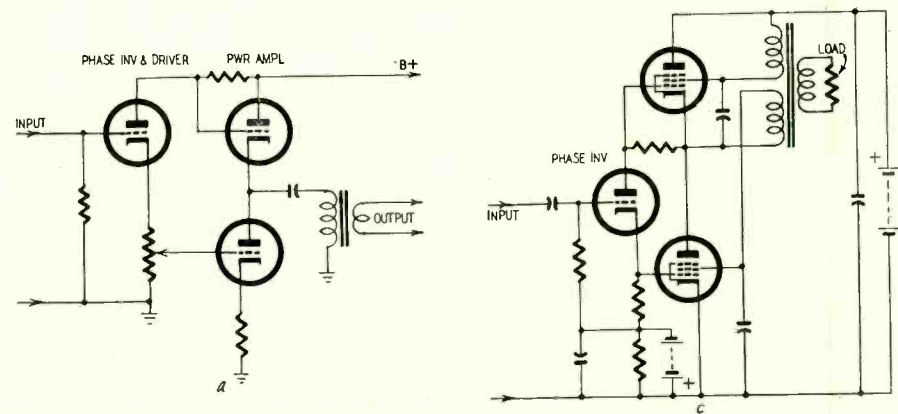 PHASE INV & DRIVER
PWR AMPL
B+
INPUT
OUTPUT
a
LOAD
PHASE INV
INPUT
+
+
c